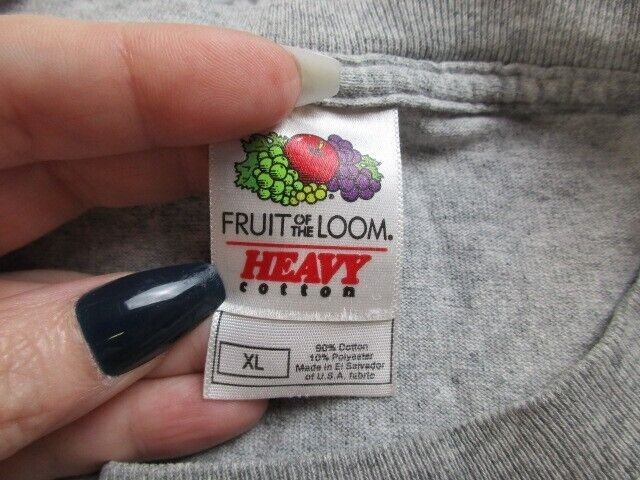 FRUIT OF THE LOOM.
HEAVY
cotton
XL
90% Cotton
10% Polyester
Made in El Salvador
of U.S.A. fabric